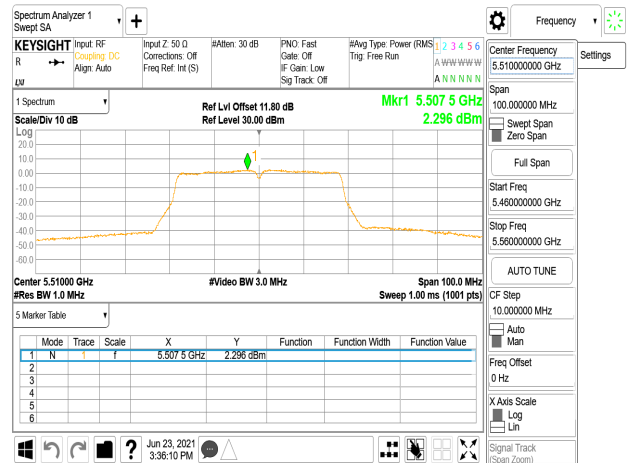 Spectrum Analyzer 1
Swept SA
Frequency
KEYSIGHT
R
LXI
Input: RF
Coupling: DC
Align: Auto
Input Z: 50 Ω
Corrections: Off
Freq Ref: Int (S)
#Atten: 30 dB
PNO: Fast
Gate: Off
IF Gain: Low
Sig Track: Off
#Avg Type: Power (RMS
Trig: Free Run
1 2 3 4 5 6
A W W W W W
A N N N N N
1 Spectrum
Scale/Div 10 dB
Ref Lvl Offset 11.80 dB
Ref Level 30.00 dBm
Mkr1 5.507 5 GHz
2.296 dBm
Log
20.0
10.0
0.00
-10.0
-20.0
-30.0
-40.0
-50.0
-60.0
1
Center 5.51000 GHz
#Res BW 1.0 MHz
#Video BW 3.0 MHz
Span 100.0 MHz
Sweep 1.00 ms (1001 pts)
5 Marker Table
Mode Trace Scale X Y Function Function Width Function Value
1 N 1 f 5.507 5 GHz 2.296 dBm
2
3
4
5
6
?
Jun 23, 2021
3:36:10 PM
Center Frequency
5.510000000 GHz
Settings
Span
100.000000 MHz
Swept Span
Zero Span
Full Span
Start Freq
5.460000000 GHz
Stop Freq
5.560000000 GHz
AUTO TUNE
CF Step
10.000000 MHz
Auto
Man
Freq Offset
0 Hz
X Axis Scale
Log
Lin
Signal Track
(Span Zoom)